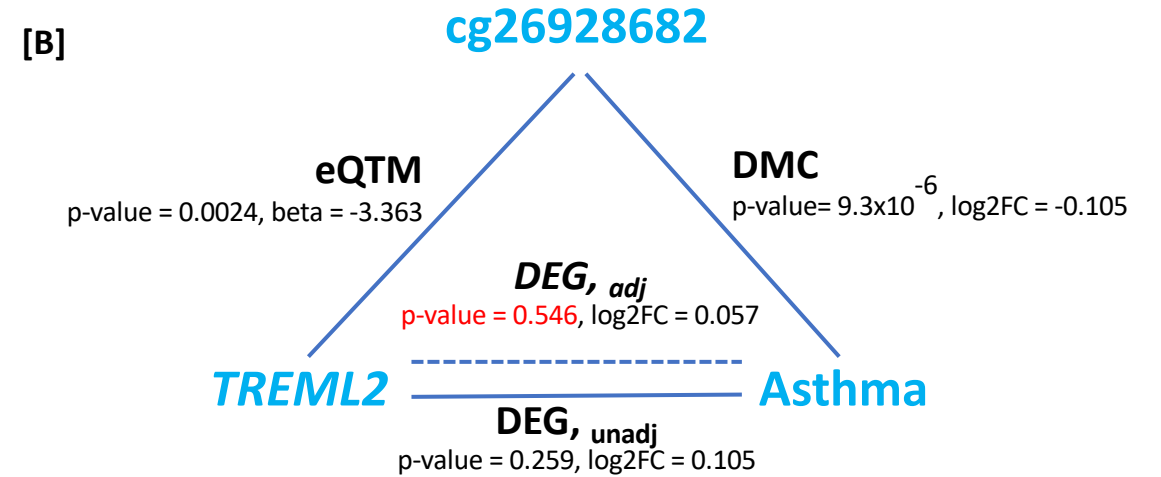 [B]
cg26928682
eQTM
p-value = 0.0024, beta = -3.363
DMC
p-value= 9.3x10^-6, log2FC = -0.105
DEG, adj
p-value = 0.546, log2FC = 0.057
TREML2
Asthma
DEG, unadj
p-value = 0.259, log2FC = 0.105